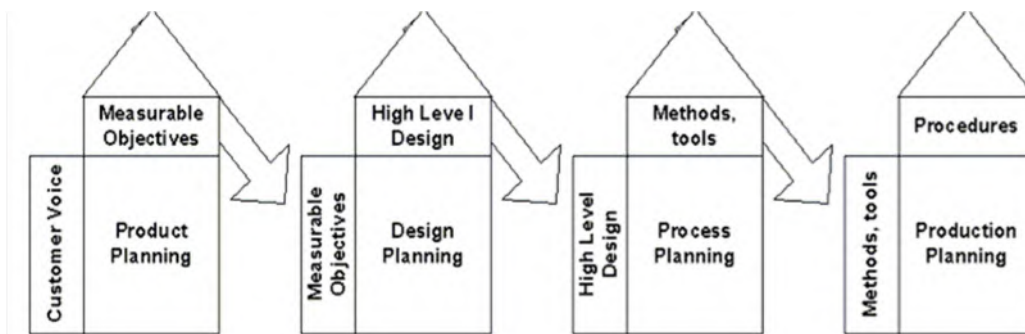 Measurable
Objectives
Customer Voice
Product
Planning
High Level
Design
Measurable
Objectives
Design
Planning
Methods,
tools
High Level
Design
Process
Planning
Procedures
Methods, tools
Production
Planning